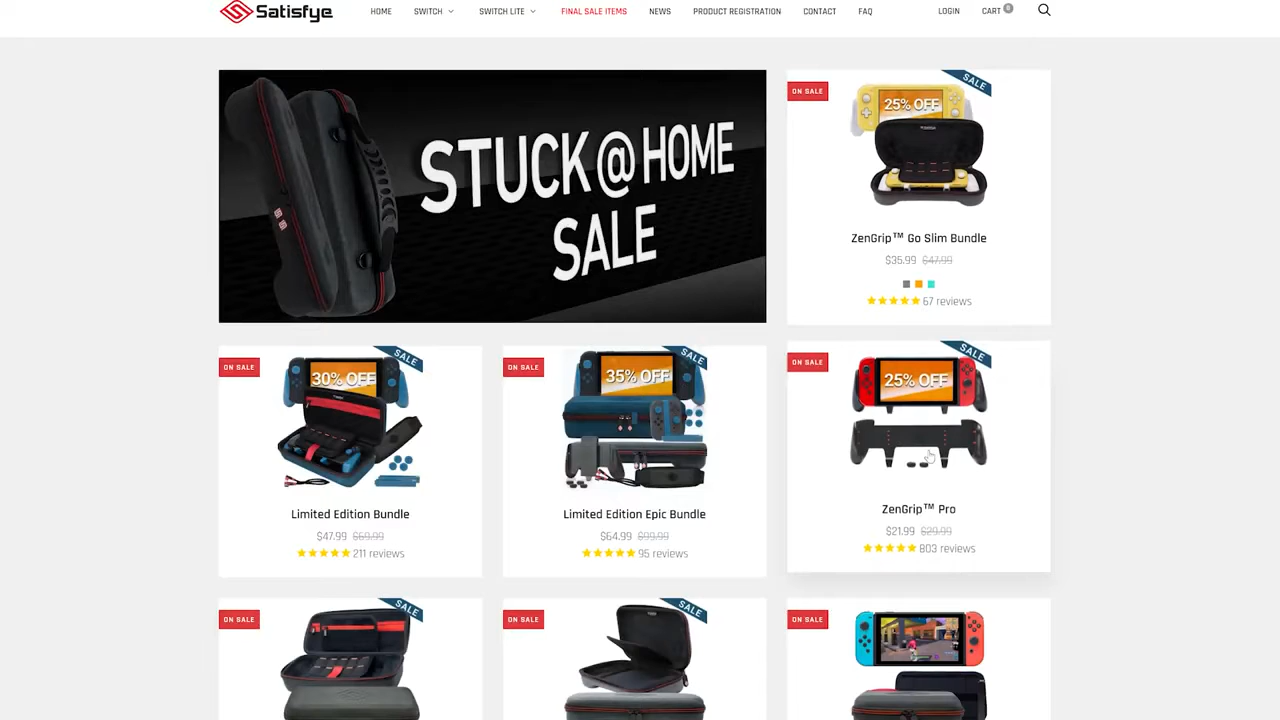 Satisfye
HOME SWITCH SWITCH LITE FINAL SALE ITEMS NEWS PRODUCT REGISTRATION CONTACT FAQ LOGIN CART 0
STUCK@HOME
SALE
ON SALE
SALE
25% OFF
ZenGrip™ Go Slim Bundle
$35.99 $47.99
67 reviews
ON SALE
SALE
30% OFF
Limited Edition Bundle
$47.99 $69.99
211 reviews
ON SALE
SALE
35% OFF
Limited Edition Epic Bundle
$64.99 $99.99
95 reviews
ON SALE
SALE
25% OFF
ZenGrip™ Pro
$21.99 $29.99
803 reviews
ON SALE
SALE
ON SALE
SALE
ON SALE